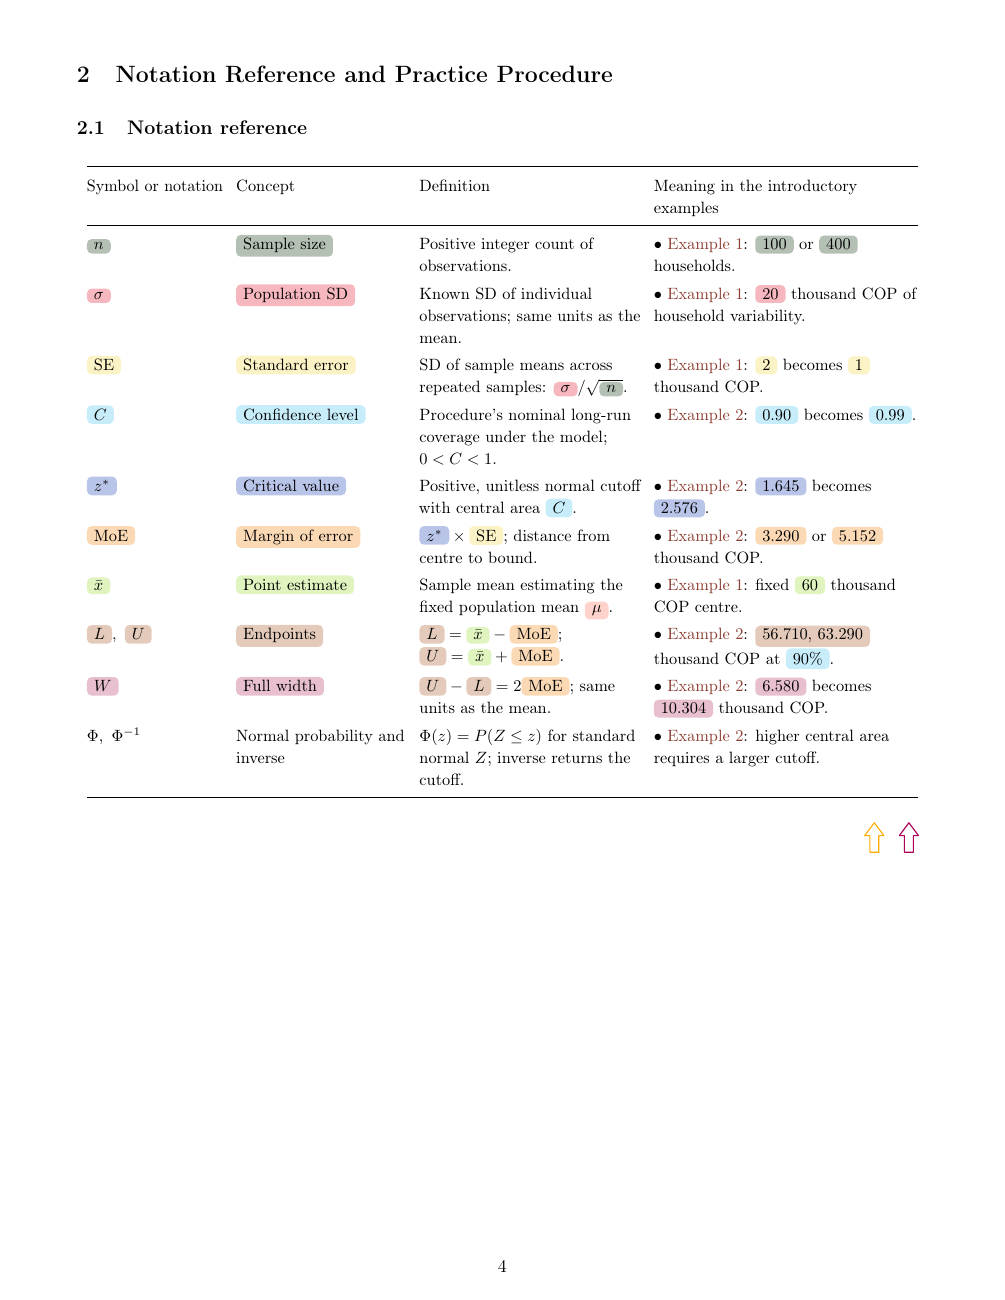 2 Notation Reference and Practice Procedure
2.1 Notation reference
Symbol or notation Concept Definition Meaning in the introductory
examples
n Sample size Positive integer count of • Example 1: 100 or 400
observations. households.
σ Population SD Known SD of individual • Example 1: 20 thousand COP of
observations; same units as the household variability.
mean.
SE Standard error SD of sample means across • Example 1: 2 becomes 1
repeated samples: σ/√n. thousand COP.
C Confidence level Procedure's nominal long-run • Example 2: 0.90 becomes 0.99.
coverage under the model;
0 < C < 1.
z* Critical value Positive, unitless normal cutoff • Example 2: 1.645 becomes
with central area C. 2.576.
MoE Margin of error z* × SE; distance from • Example 2: 3.290 or 5.152
centre to bound. thousand COP.
x̄ Point estimate Sample mean estimating the • Example 1: fixed 60 thousand
fixed population mean μ. COP centre.
L, U Endpoints L = x̄ − MoE; • Example 2: 56.710, 63.290
U = x̄ + MoE. thousand COP at 90%.
W Full width U − L = 2MoE; same • Example 2: 6.580 becomes
units as the mean. 10.304 thousand COP.
Φ, Φ⁻¹ Normal probability and Φ(z) = P(Z ≤ z) for standard • Example 2: higher central area
inverse normal Z; inverse returns the requires a larger cutoff.
cutoff.
4